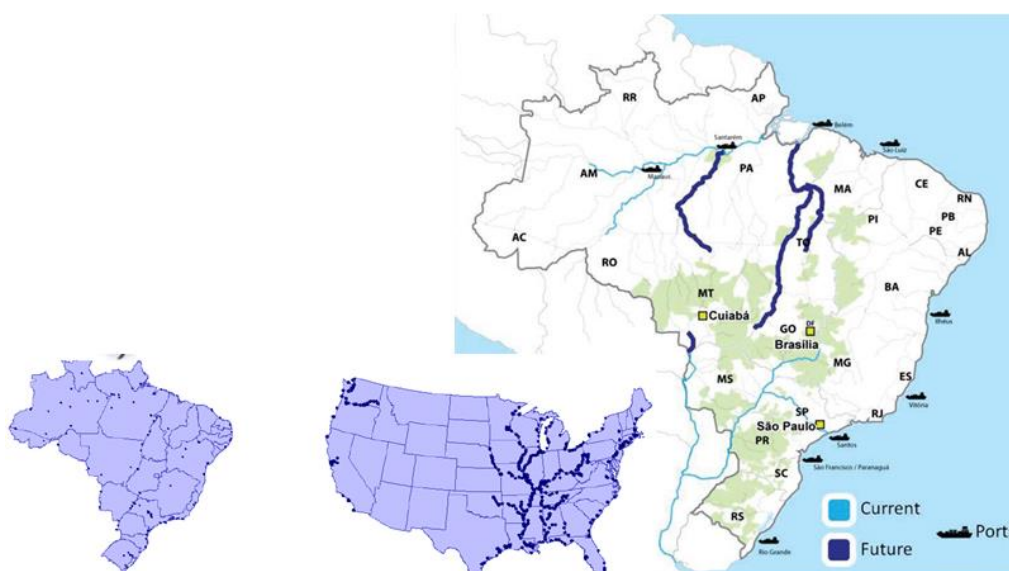 RR
AP
Belém
Santarém
São Luiz
Manaus
AM
PA
MA
CE
RN
PB
PI
PE
AC
TO
AL
RO
BA
MT
Cuiabá
Ilhéus
GO
DF
Brasília
MG
MS
ES
Vitória
SP
RJ
São Paulo
Santos
PR
São Francisco / Paranaguá
SC
RS
Rio Grande
Current
Future
Port